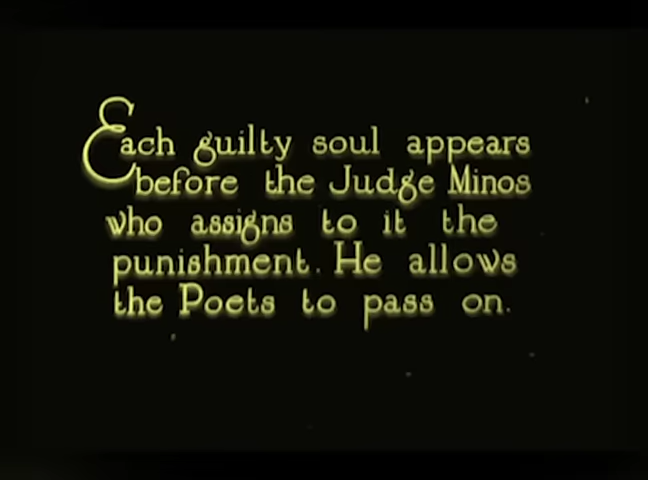 Each guilty soul appears
before the Judge Minos
who assigns to it the
punishment. He allows
the Poets to pass on.